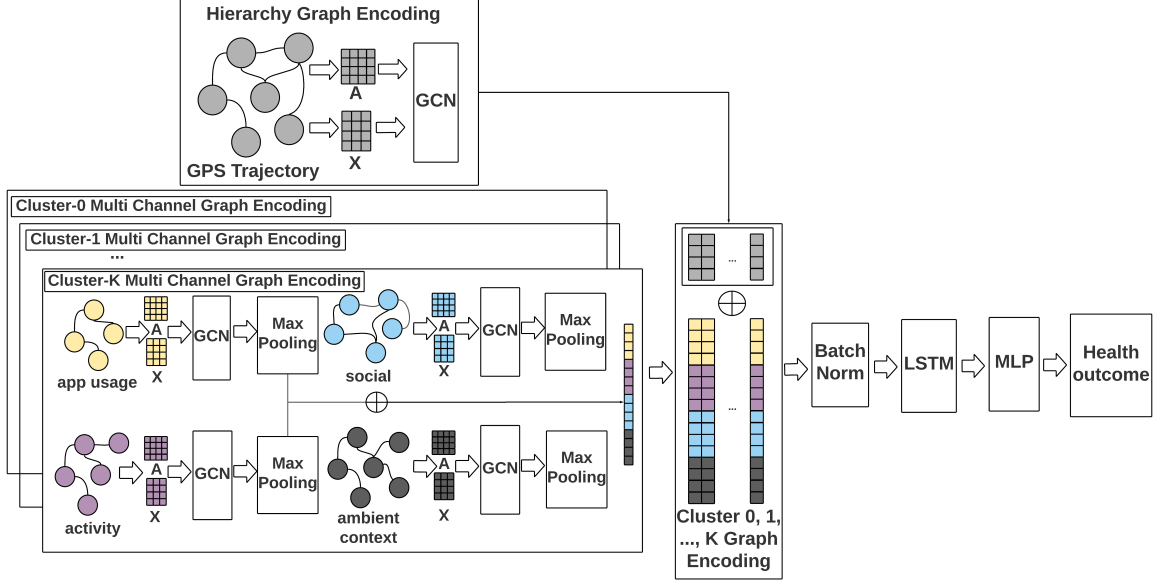 Hierarchy Graph Encoding
A
GCN
X
GPS Trajectory
Cluster-0 Multi Channel Graph Encoding
Cluster-1 Multi Channel Graph Encoding
...
Cluster-K Multi Channel Graph Encoding
A
X
GCN
Max
Pooling
app usage
A
X
GCN
Max
Pooling
social
A
X
GCN
Max
Pooling
activity
A
X
GCN
Max
Pooling
ambient
context
...
...
Cluster 0, 1,
..., K Graph
Encoding
Batch
Norm
LSTM
MLP
Health
outcome